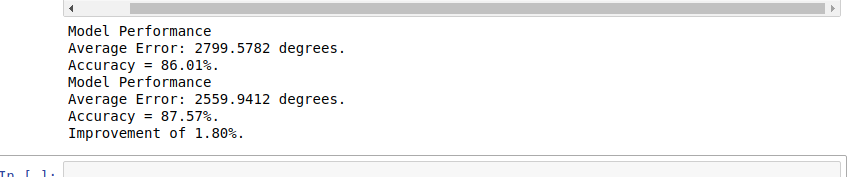 Model Performance
Average Error: 2799.5782 degrees.
Accuracy = 86.01%.
Model Performance
Average Error: 2559.9412 degrees.
Accuracy = 87.57%.
Improvement of 1.80%.
In [ ]: